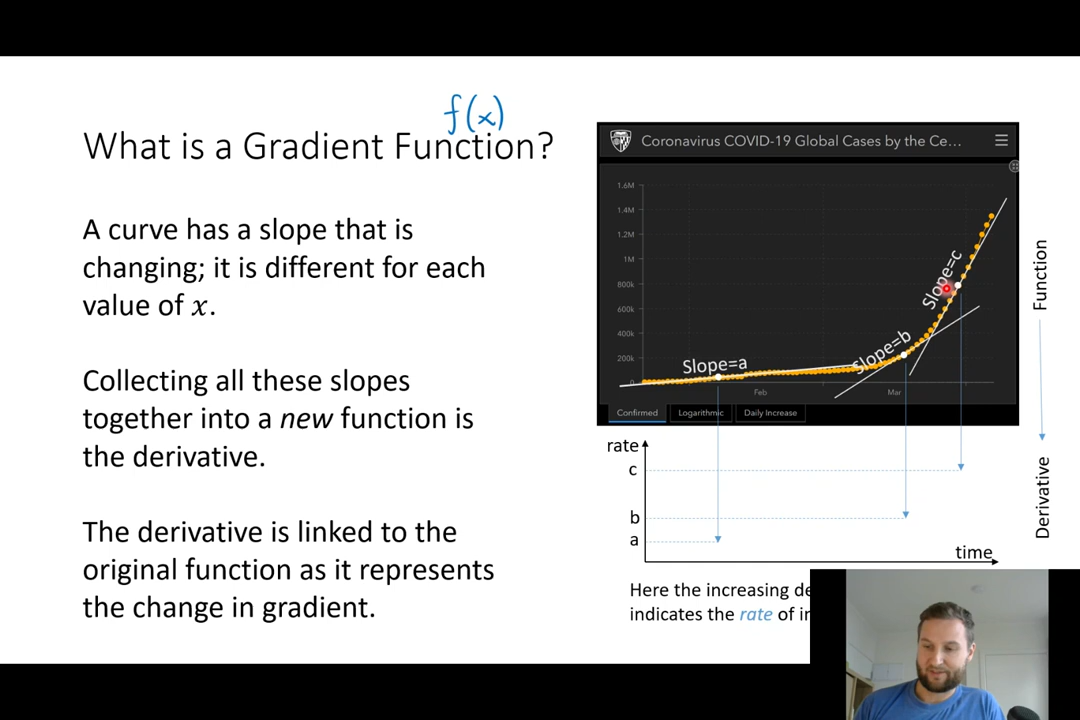 f(x)
What is a Gradient Function?
A curve has a slope that is
changing; it is different for each
value of x.
Collecting all these slopes
together into a new function is
the derivative.
The derivative is linked to the
original function as it represents
the change in gradient.
Coronavirus COVID-19 Global Cases by the Ce...
1.6M
1.4M
1.2M
1M
800k
600k
400k
200k
0
Slope=a
Slope=b
Slope=c
Feb
Mar
Confirmed
Logarithmic
Daily Increase
Function
Derivative
rate
c
b
a
time
Here the increasing
indicates the rate of